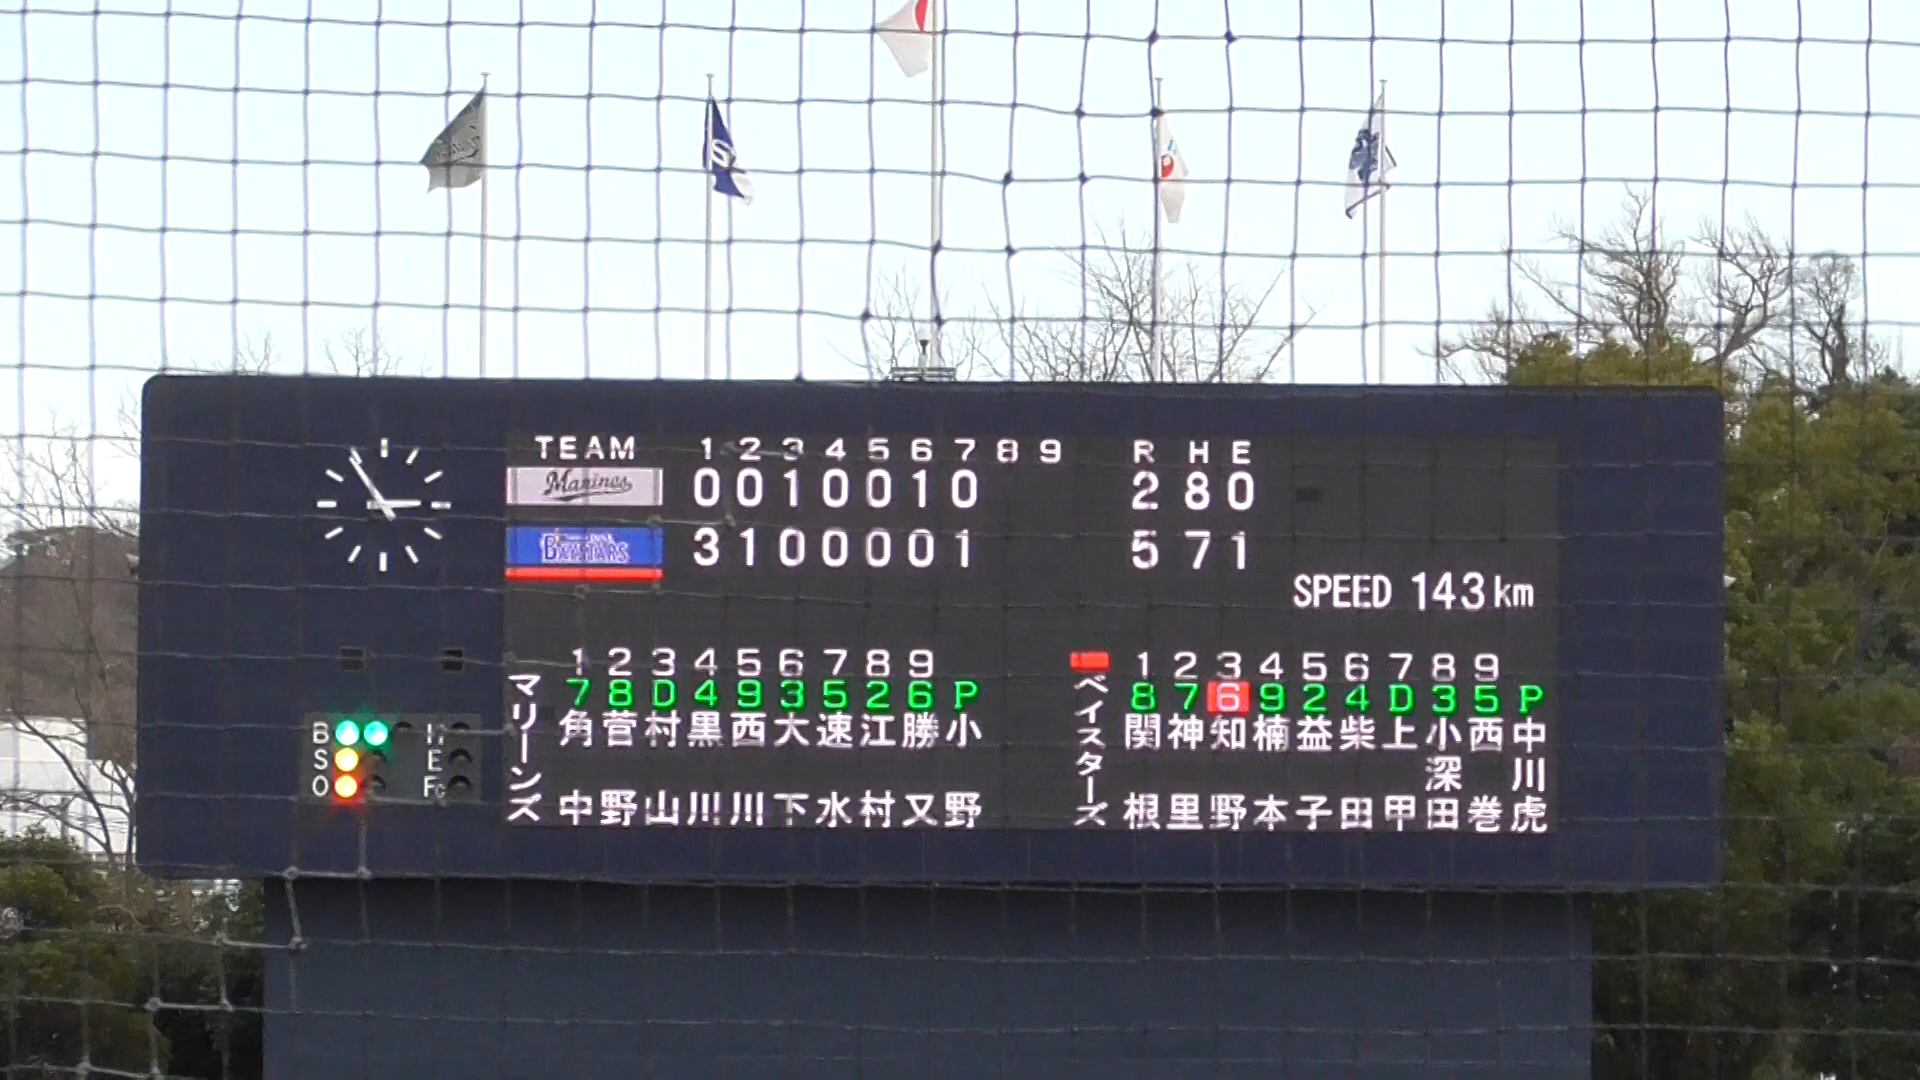 TEAM 1 2 3 4 5 6 7 8 9 R H E
Marines 0 0 1 0 0 1 0 2 8 0
BAYSTARS 3 1 0 0 0 0 1 5 7 1
SPEED 143km
マリーンズ
1 2 3 4 5 6 7 8 9
7 8 D 4 9 3 5 2 6 P
角中
菅野
村山
黒川
西川
大下
速水
江村
勝又
小野
ベイスターズ
1 2 3 4 5 6 7 8 9
8 7 6 9 2 4 D 3 5 P
関根
神里
知野
楠本
益子
柴田
上甲
小深田
西巻
中川虎
B H
S E
O Fc